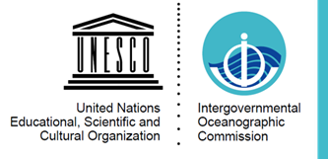 UNESCO
United Nations
Educational, Scientific and
Cultural Organization
Intergovernmental
Oceanographic
Commission